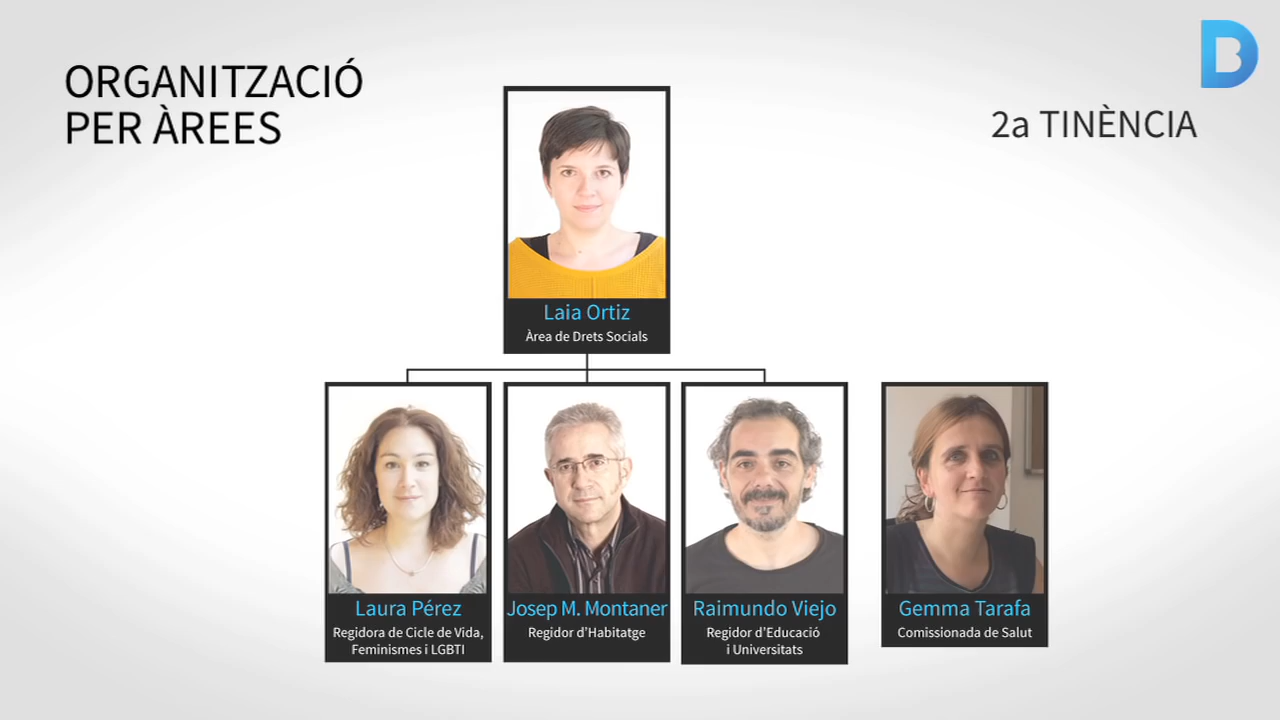 ORGANITZACIÓ
PER ÀREES
B
2a TINÈNCIA
Laia Ortiz
Àrea de Drets Socials
Laura Pérez
Regidora de Cicle de Vida,
Feminismes i LGBTI
Josep M. Montaner
Regidor d'Habitatge
Raimundo Viejo
Regidor d'Educació
i Universitats
Gemma Tarafa
Comissionada de Salut